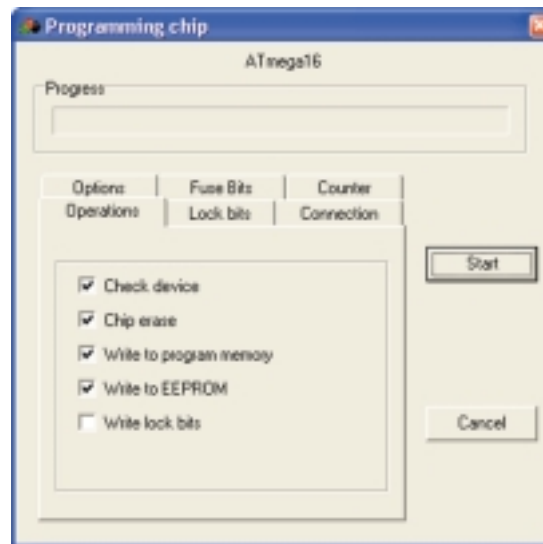 Programming chip
ATmega16
Progress
Options Fuse Bits Counter
Operations Lock bits Connection
Start
Check device
Chip erase
Write to program memory
Write to EEPROM
Write lock bits
Cancel